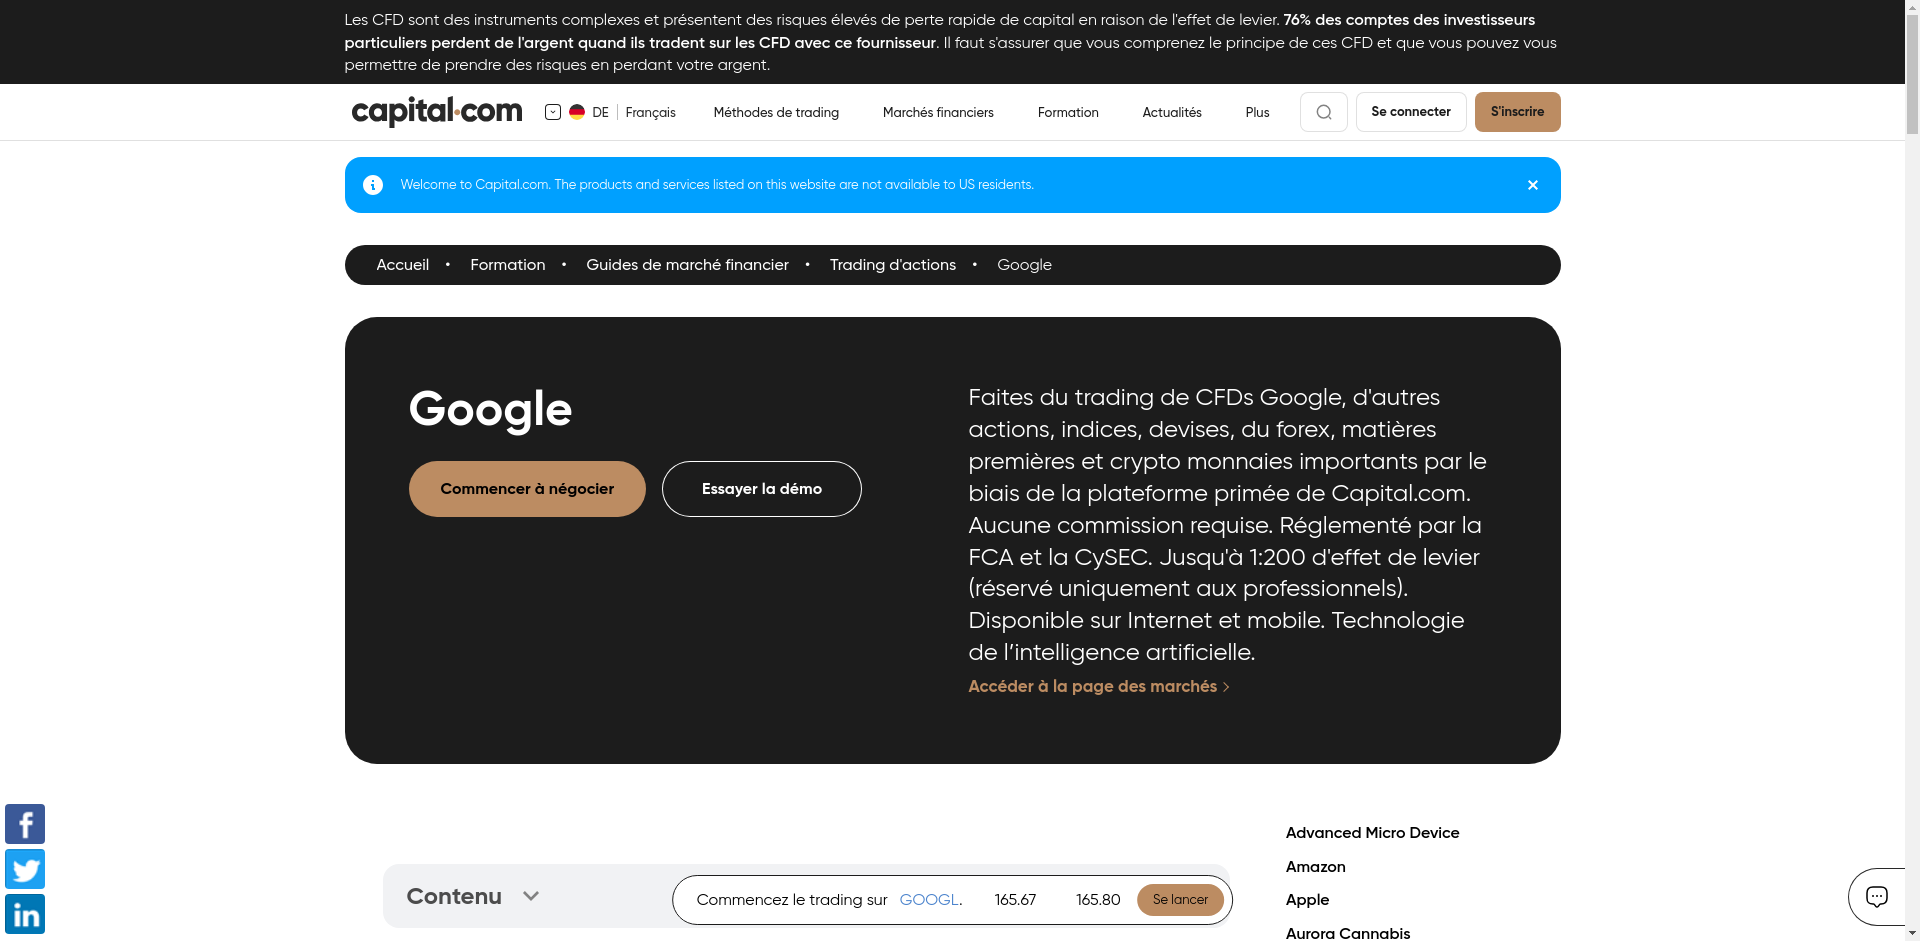 Les CFD sont des instruments complexes et présentent des risques élevés de perte rapide de capital en raison de l'effet de levier. 76% des comptes des investisseurs
particuliers perdent de l'argent quand ils tradent sur les CFD avec ce fournisseur. Il faut s'assurer que vous comprenez le principe de ces CFD et que vous pouvez vous
permettre de prendre des risques en perdant votre argent.
capital.com DE Français Méthodes de trading Marchés financiers Formation Actualités Plus Se connecter S'inscrire
Welcome to Capital.com. The products and services listed on this website are not available to US residents.
Accueil • Formation • Guides de marché financier • Trading d'actions • Google
Google
Commencer à négocier
Essayer la démo
Faites du trading de CFDs Google, d'autres
actions, indices, devises, du forex, matières
premières et crypto monnaies importants par le
biais de la plateforme primée de Capital.com.
Aucune commission requise. Réglementé par la
FCA et la CySEC. Jusqu'à 1:200 d'effet de levier
(réservé uniquement aux professionnels).
Disponible sur Internet et mobile. Technologie
de l’intelligence artificielle.
Accéder à la page des marchés
Contenu
Commencez le trading sur GOOGL. 165.67 165.80 Se lancer
Advanced Micro Device
Amazon
Apple
Aurora Cannabis